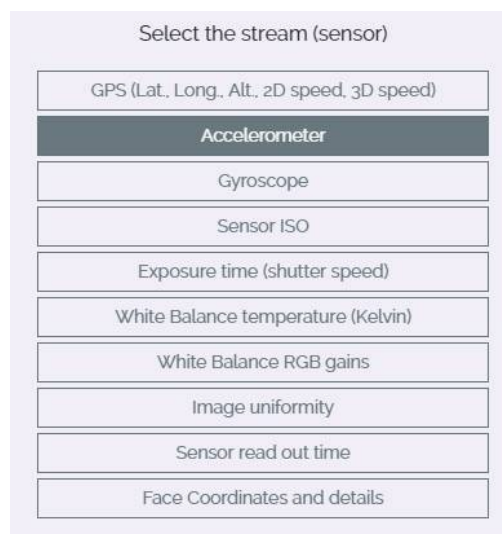 Select the stream (sensor)
GPS (Lat., Long., Alt., 2D speed, 3D speed)
Accelerometer
Gyroscope
Sensor ISO
Exposure time (shutter speed)
White Balance temperature (Kelvin)
White Balance RGB gains
Image uniformity
Sensor read out time
Face Coordinates and details